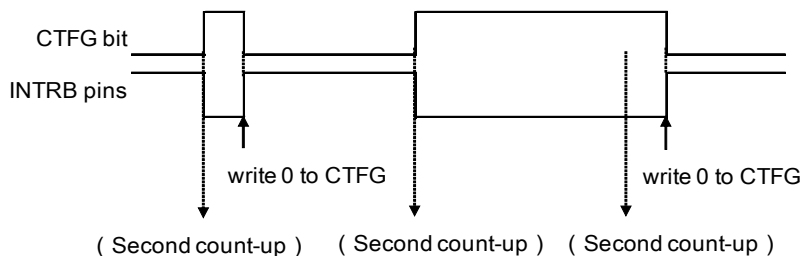 CTFG bit
INTRB pins
write 0 to CTFG
write 0 to CTFG
( Second count-up )
( Second count-up )
( Second count-up )